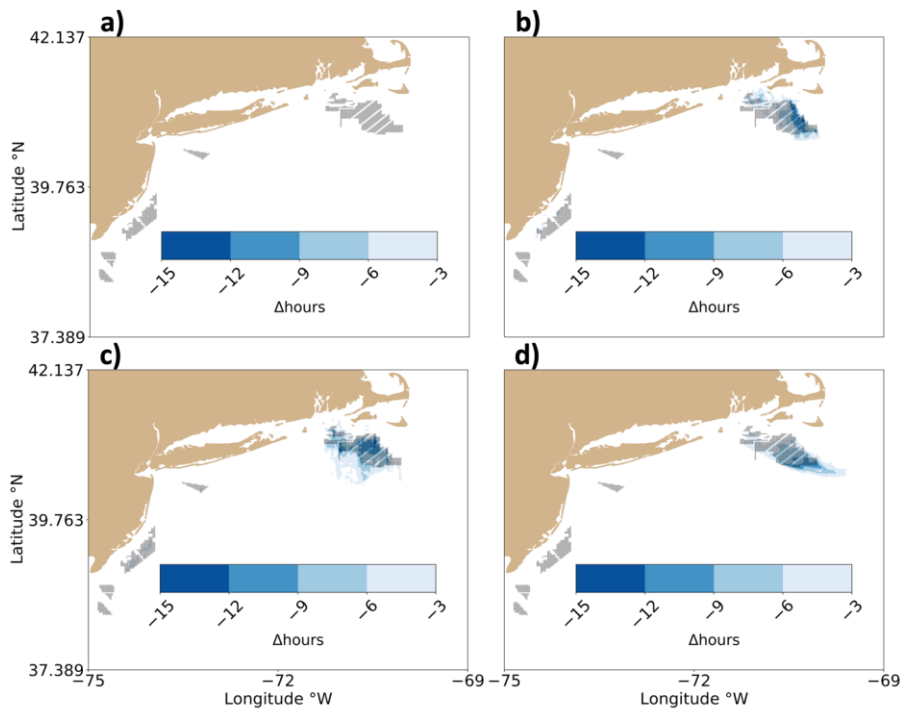 a) b)
42.137
39.763
37.389
Latitude °N
−15 −12 −9 −6 −3
Δhours
−15 −12 −9 −6 −3
Δhours
c) d)
42.137
39.763
37.389
Latitude °N
−15 −12 −9 −6 −3
Δhours
−15 −12 −9 −6 −3
Δhours
−75 −72 −69 −75 −72 −69
Longitude °W Longitude °W